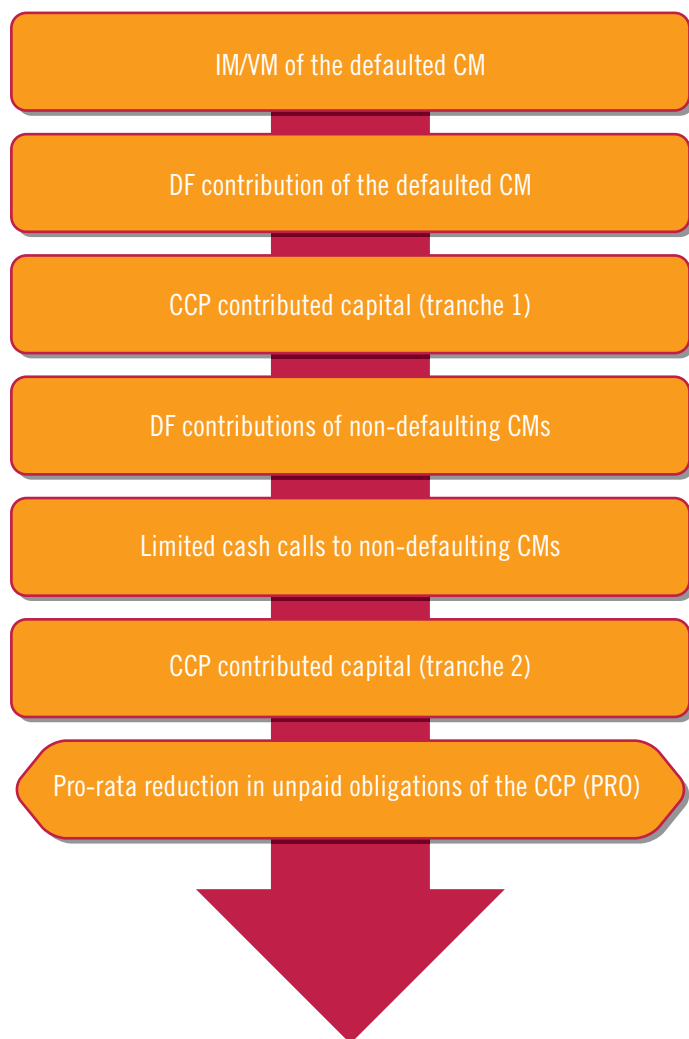 IM/VM of the defaulted CM
DF contribution of the defaulted CM
CCP contributed capital (tranche 1)
DF contributions of non-defaulting CMs
Limited cash calls to non-defaulting CMs
CCP contributed capital (tranche 2)
Pro-rata reduction in unpaid obligations of the CCP (PRO)